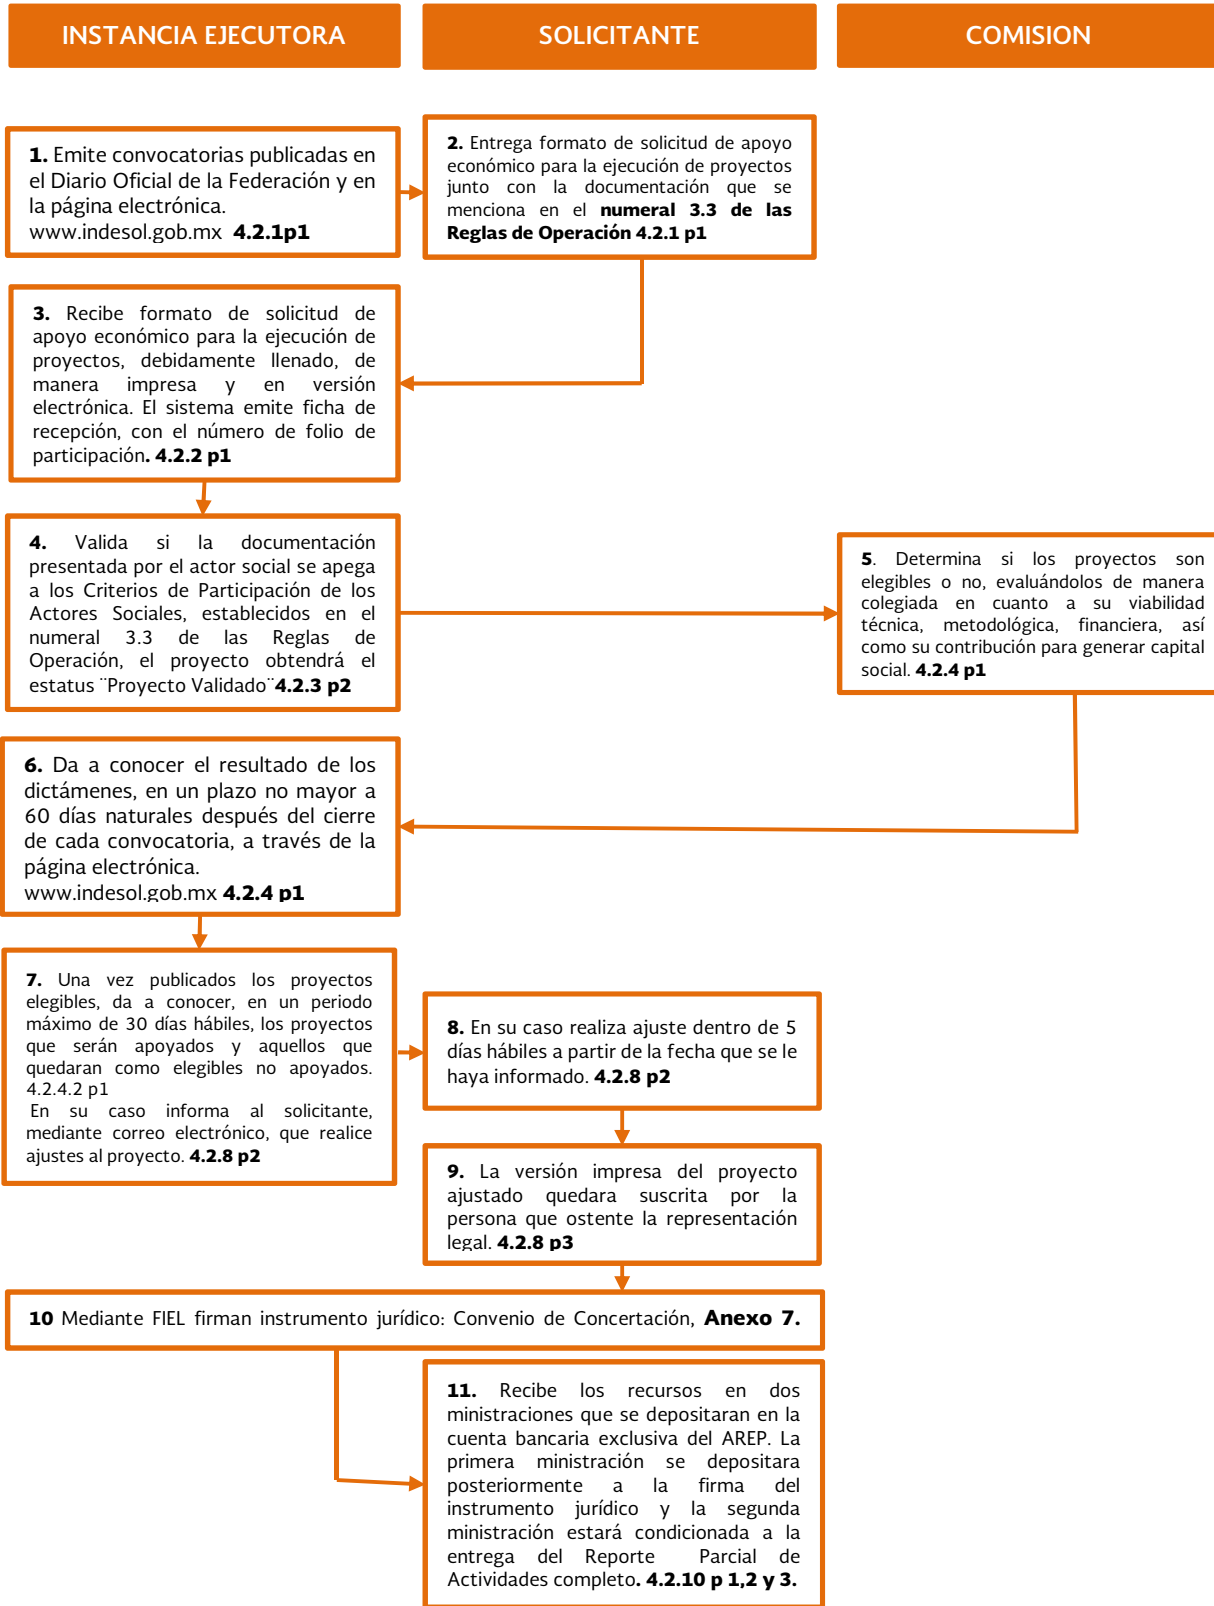 INSTANCIA EJECUTORA
SOLICITANTE
COMISION
1. Emite convocatorias publicadas en
el Diario Oficial de la Federación y en
la página electrónica.
www.indesol.gob.mx 4.2.1p1
2. Entrega formato de solicitud de apoyo
económico para la ejecución de proyectos
junto con la documentación que se
menciona en el numeral 3.3 de las
Reglas de Operación 4.2.1 p1
3. Recibe formato de solicitud de
apoyo económico para la ejecución de
proyectos, debidamente llenado, de
manera impresa y en versión
electrónica. El sistema emite ficha de
recepción, con el número de folio de
participación. 4.2.2 p1
4. Valida si la documentación
presentada por el actor social se apega
a los Criterios de Participación de los
Actores Sociales, establecidos en el
numeral 3.3 de las Reglas de
Operación, el proyecto obtendrá el
estatus ¨Proyecto Validado¨4.2.3 p2
5. Determina si los proyectos son
elegibles o no, evaluándolos de manera
colegiada en cuanto a su viabilidad
técnica, metodológica, financiera, así
como su contribución para generar capital
social. 4.2.4 p1
6. Da a conocer el resultado de los
dictámenes, en un plazo no mayor a
60 días naturales después del cierre
de cada convocatoria, a través de la
página electrónica.
www.indesol.gob.mx 4.2.4 p1
7. Una vez publicados los proyectos
elegibles, da a conocer, en un periodo
máximo de 30 días hábiles, los proyectos
que serán apoyados y aquellos que
quedaran como elegibles no apoyados.
4.2.4.2 p1
En su caso informa al solicitante,
mediante correo electrónico, que realice
ajustes al proyecto. 4.2.8 p2
8. En su caso realiza ajuste dentro de 5
días hábiles a partir de la fecha que se le
haya informado. 4.2.8 p2
9. La versión impresa del proyecto
ajustado quedara suscrita por la
persona que ostente la representación
legal. 4.2.8 p3
10 Mediante FIEL firman instrumento jurídico: Convenio de Concertación, Anexo 7.
11. Recibe los recursos en dos
ministraciones que se depositaran en la
cuenta bancaria exclusiva del AREP. La
primera ministración se depositara
posteriormente a la firma del
instrumento jurídico y la segunda
ministración estará condicionada a la
entrega del Reporte Parcial de
Actividades completo. 4.2.10 p 1,2 y 3.